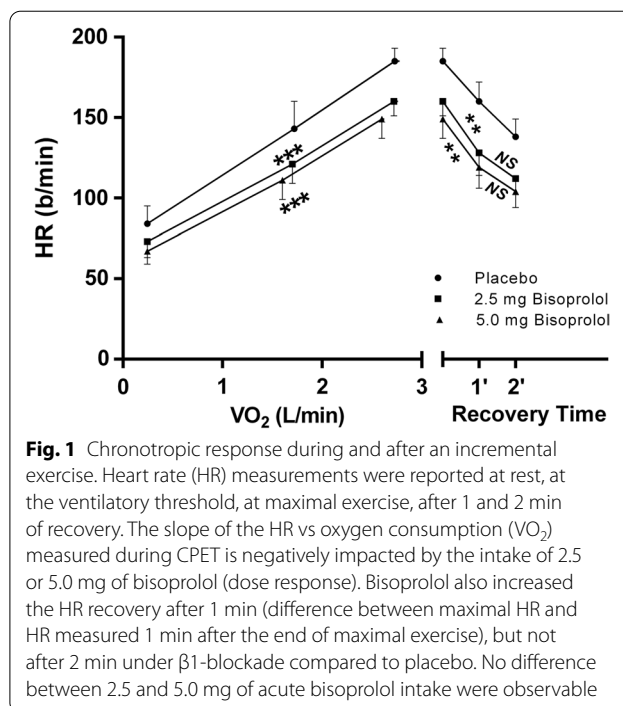 200
150
100
50
0
HR (b/min)
***
***
**
**
NS
NS
Placebo
2.5 mg Bisoprolol
5.0 mg Bisoprolol
0 1 2 3 1' 2'
VO₂ (L/min) Recovery Time
Fig. 1 Chronotropic response during and after an incremental
exercise. Heart rate (HR) measurements were reported at rest, at
the ventilatory threshold, at maximal exercise, after 1 and 2 min
of recovery. The slope of the HR vs oxygen consumption (VO₂)
measured during CPET is negatively impacted by the intake of 2.5
or 5.0 mg of bisoprolol (dose response). Bisoprolol also increased
the HR recovery after 1 min (difference between maximal HR and
HR measured 1 min after the end of maximal exercise), but not
after 2 min under β1-blockade compared to placebo. No difference
between 2.5 and 5.0 mg of acute bisoprolol intake were observable